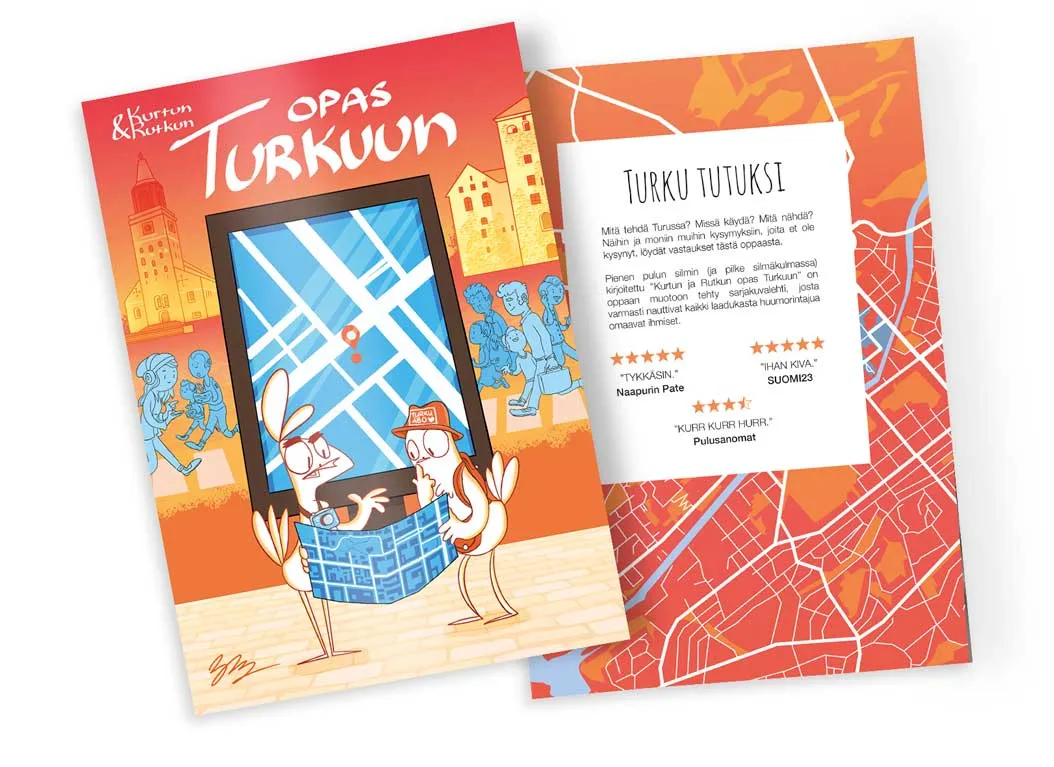 Kurtun
& Rutkun
OPAS
TURKUUN
TURKU
ÅBO
TURKU TUTUKSI
Mitä tehdä Turussa? Missä käydä? Mitä nähdä?
Näihin ja moniin muihin kysymyksiin, joita et ole
kysynyt, löydät vastaukset tästä oppaasta.
Pienen pulun silmin (ja pilke silmäkulmassa)
kirjoitettu "Kurtun ja Rutkun opas Turkuun" on
oppaan muotoon tehty sarjakuvalehti, josta
varmasti nauttivat kaikki laadukasta huumorintajua
omaavat ihmiset.
"TYKKÄSIN."
Naapurin Pate
"IHAN KIVA."
SUOMI23
"KURR KURR HURR."
Pulusanomat